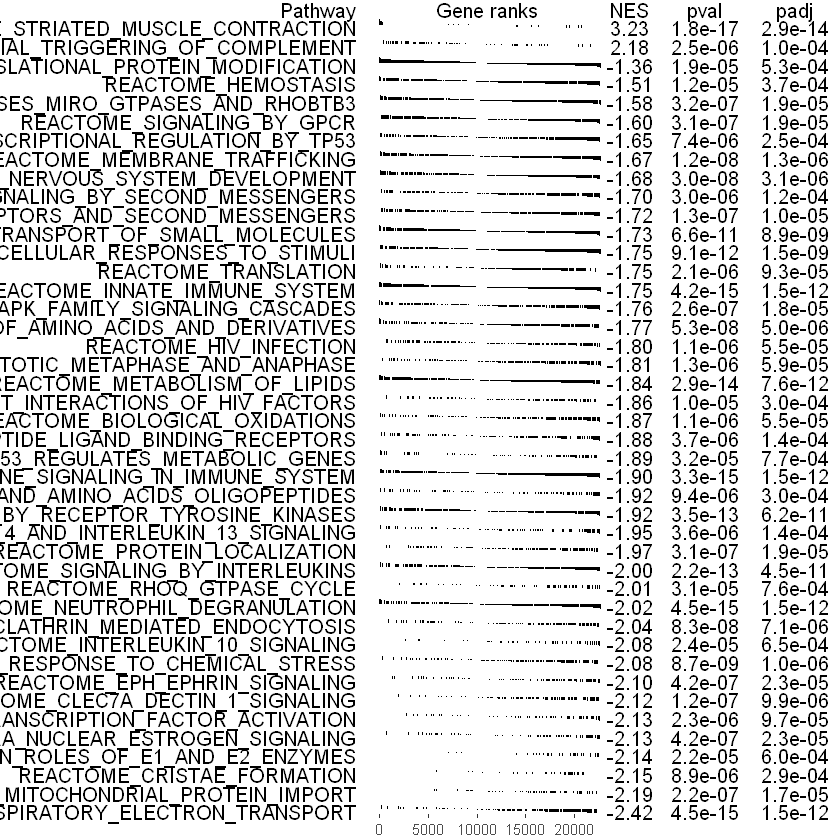 Pathway Gene ranks NES pval padj
STRIATED_MUSCLE_CONTRACTION 3.23 1.8e-17 2.9e-14
IAL_TRIGGERING_OF_COMPLEMENT 2.18 2.5e-06 1.0e-04
SLATIONAL_PROTEIN_MODIFICATION -1.36 1.9e-05 5.3e-04
REACTOME_HEMOSTASIS -1.51 1.2e-05 3.7e-04
SES_MIRO_GTPASES_AND_RHOBTB3 -1.58 3.2e-07 1.9e-05
REACTOME_SIGNALING_BY_GPCR -1.60 3.1e-07 1.9e-05
SCRIPTIONAL_REGULATION_BY_TP53 -1.65 7.4e-06 2.5e-04
EACTOME_MEMBRANE_TRAFFICKING -1.67 1.2e-08 1.3e-06
NERVOUS_SYSTEM_DEVELOPMENT -1.68 3.0e-08 3.1e-06
GNALING_BY_SECOND_MESSENGERS -1.70 3.0e-06 1.2e-04
PTORS_AND_SECOND_MESSENGERS -1.72 1.3e-07 1.0e-05
TRANSPORT_OF_SMALL_MOLECULES -1.73 6.6e-11 8.9e-09
CELLULAR_RESPONSES_TO_STIMULI -1.75 9.1e-12 1.5e-09
REACTOME_TRANSLATION -1.75 2.1e-06 9.3e-05
EACTOME_INNATE_IMMUNE_SYSTEM -1.75 4.2e-15 1.5e-12
APK_FAMILY_SIGNALING_CASCADES -1.76 2.6e-07 1.8e-05
OF_AMINO_ACIDS_AND_DERIVATIVES -1.77 5.3e-08 5.0e-06
REACTOME_HIV_INFECTION -1.80 1.1e-06 5.5e-05
TOTIC_METAPHASE_AND_ANAPHASE -1.81 1.3e-06 5.9e-05
REACTOME_METABOLISM_OF_LIPIDS -1.84 2.9e-14 7.6e-12
T_INTERACTIONS_OF_HIV_FACTORS -1.86 1.0e-05 3.0e-04
EACTOME_BIOLOGICAL_OXIDATIONS -1.87 1.1e-06 5.5e-05
PTIDE_LIGAND_BINDING_RECEPTORS -1.88 3.7e-06 1.4e-04
53_REGULATES_METABOLIC_GENES -1.89 3.2e-05 7.7e-04
NE_SIGNALING_IN_IMMUNE_SYSTEM -1.90 3.3e-15 1.5e-12
AND_AMINO_ACIDS_OLIGOPEPTIDES -1.92 9.4e-06 3.0e-04
BY_RECEPTOR_TYROSINE_KINASES -1.92 3.5e-13 6.2e-11
4_AND_INTERLEUKIN_13_SIGNALING -1.95 3.6e-06 1.4e-04
REACTOME_PROTEIN_LOCALIZATION -1.97 3.1e-07 1.9e-05
TOME_SIGNALING_BY_INTERLEUKINS -2.00 2.2e-13 4.5e-11
REACTOME_RHOQ_GTPASE_CYCLE -2.01 3.1e-05 7.6e-04
OME_NEUTROPHIL_DEGRANULATION -2.02 4.5e-15 1.5e-12
CLATHRIN_MEDIATED_ENDOCYTOSIS -2.04 8.3e-08 7.1e-06
CTOME_INTERLEUKIN_10_SIGNALING -2.08 2.4e-05 6.5e-04
RESPONSE_TO_CHEMICAL_STRESS -2.08 8.7e-09 1.0e-06
REACTOME_EPH_EPHRIN_SIGNALING -2.10 4.2e-07 2.3e-05
OME_CLEC7A_DECTIN_1_SIGNALING -2.12 1.2e-07 9.9e-06
ANSCRIPTION_FACTOR_ACTIVATION -2.13 2.3e-06 9.7e-05
A_NUCLEAR_ESTROGEN_SIGNALING -2.13 4.2e-07 2.3e-05
N_ROLES_OF_E1_AND_E2_ENZYMES -2.14 2.2e-05 6.0e-04
REACTOME_CRISTAE_FORMATION -2.15 8.9e-06 2.9e-04
MITOCHONDRIAL_PROTEIN_IMPORT -2.19 2.2e-07 1.7e-05
SPIRATORY_ELECTRON_TRANSPORT -2.42 4.5e-15 1.5e-12
0 5000 10000 15000 20000